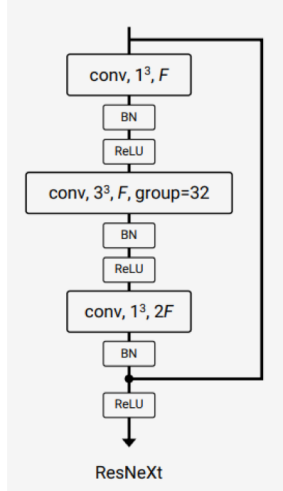 conv, 1³, F
BN
ReLU
conv, 3³, F, group=32
BN
ReLU
conv, 1³, 2F
BN
ReLU
ResNeXt